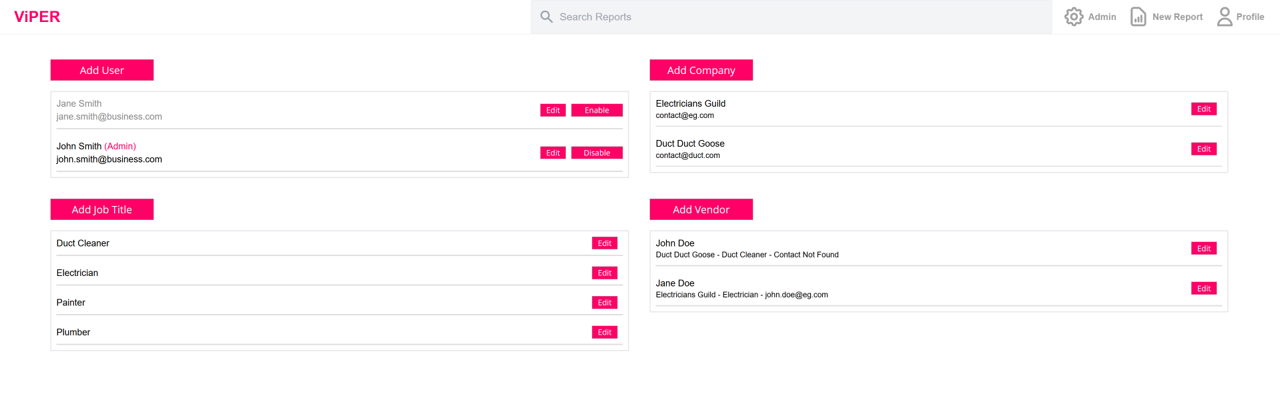 ViPER
Search Reports
Admin
New Report
Profile
Add User
Jane Smith
jane.smith@business.com
Edit
Enable
John Smith (Admin)
john.smith@business.com
Edit
Disable
Add Company
Electricians Guild
contact@eg.com
Edit
Duct Duct Goose
contact@duct.com
Edit
Add Job Title
Duct Cleaner
Edit
Electrician
Edit
Painter
Edit
Plumber
Edit
Add Vendor
John Doe
Duct Duct Goose - Duct Cleaner - Contact Not Found
Edit
Jane Doe
Electricians Guild - Electrician - john.doe@eg.com
Edit